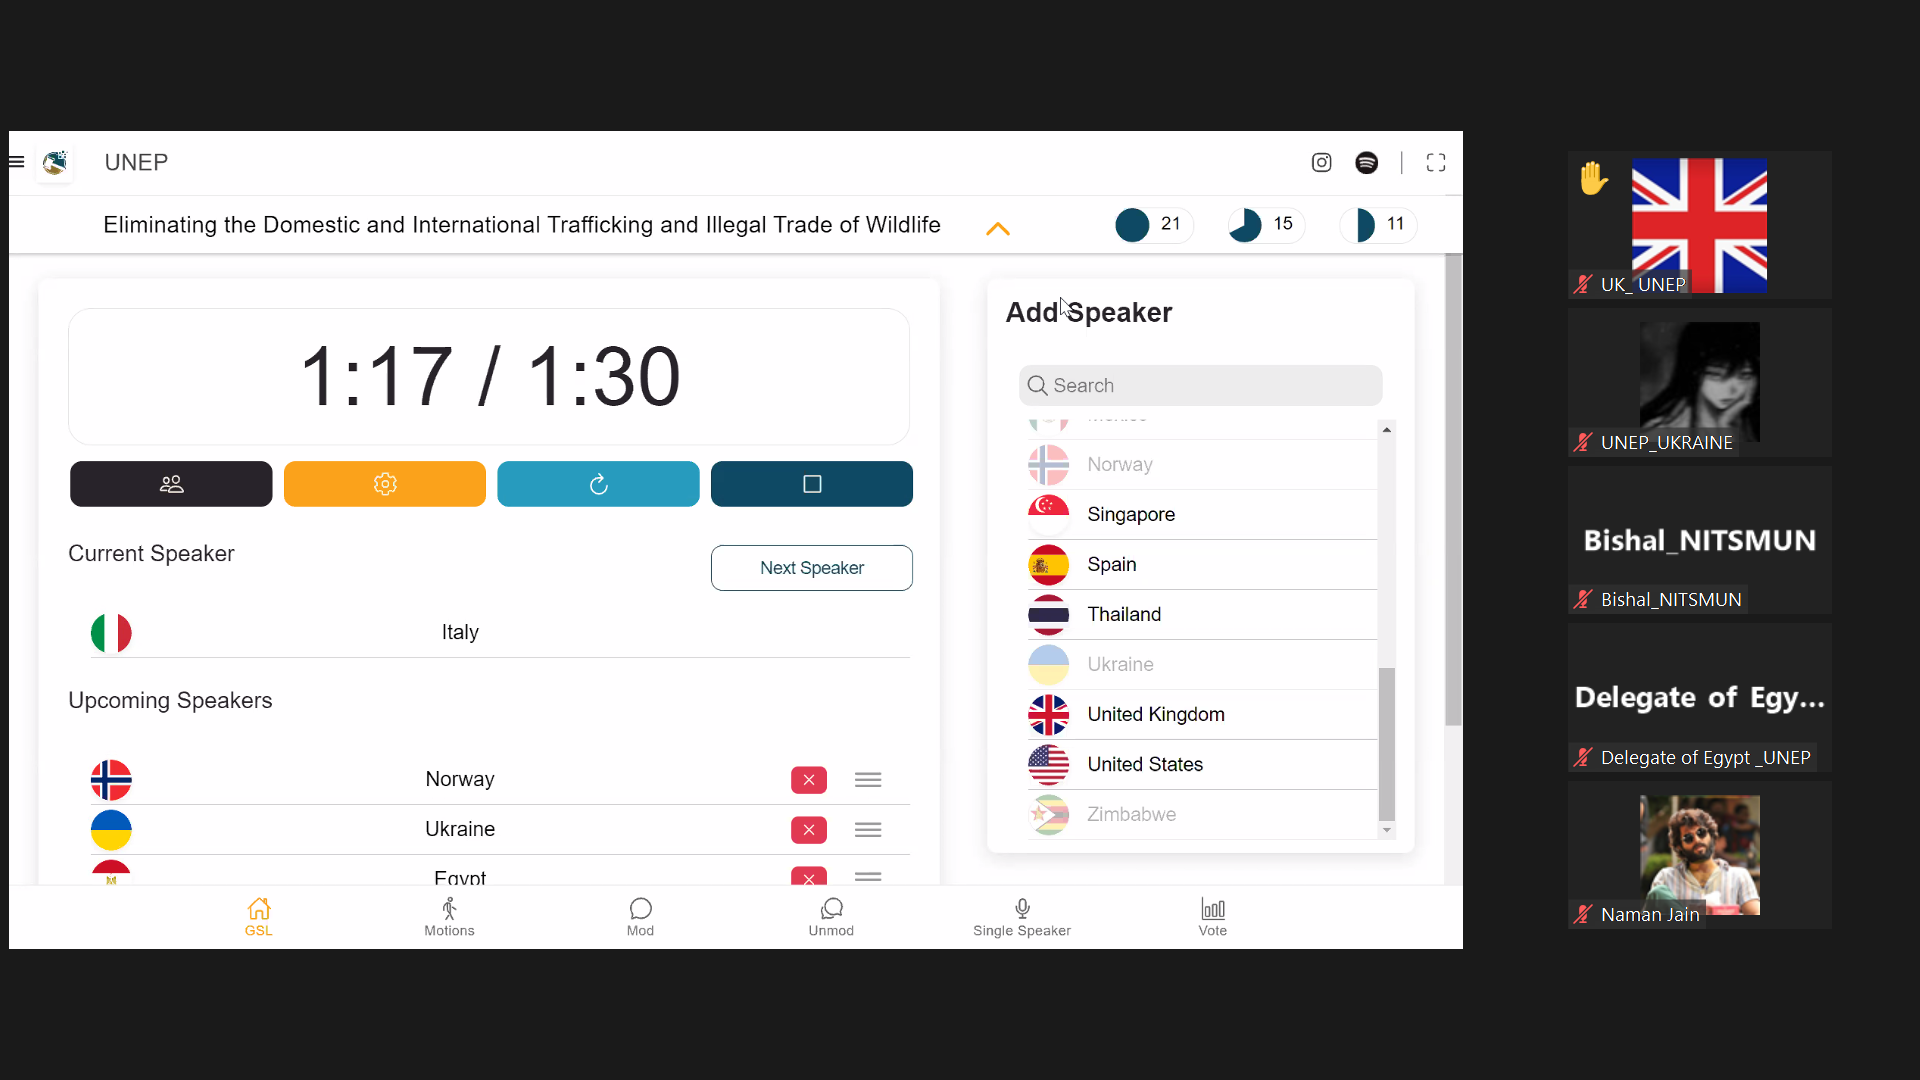 UNEP
Eliminating the Domestic and International Trafficking and Illegal Trade of Wildlife
21
15
11
1:17 / 1:30
Current Speaker
Next Speaker
Italy
Upcoming Speakers
Norway
Ukraine
Egypt
Add Speaker
Search
Norway
Singapore
Spain
Thailand
Ukraine
United Kingdom
United States
Zimbabwe
GSL
Motions
Mod
Unmod
Single Speaker
Vote
UK_ UNEP
UNEP_UKRAINE
Bishal_NITSMUN
Bishal_NITSMUN
Delegate of Egy...
Delegate of Egypt _UNEP
Naman Jain